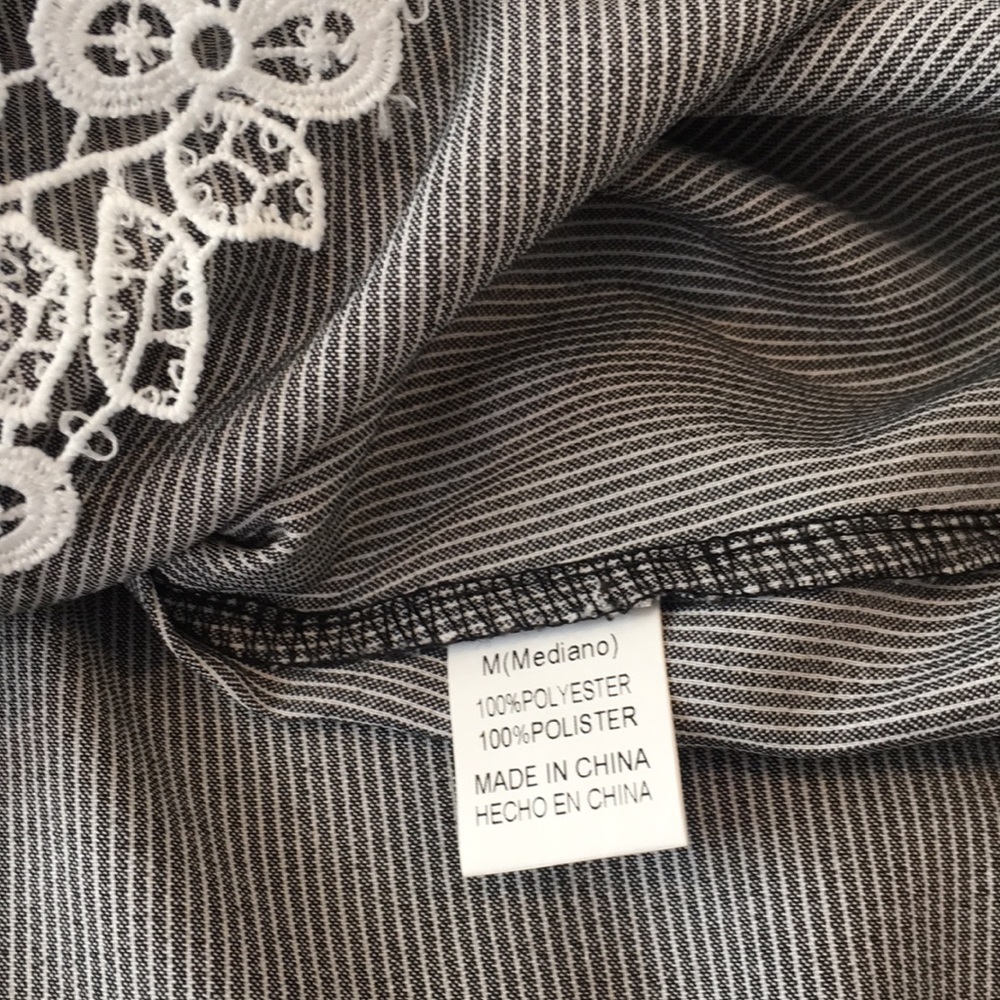 M(Mediano)
100%POLYESTER
100%POLISTER
MADE IN CHINA
HECHO EN CHINA